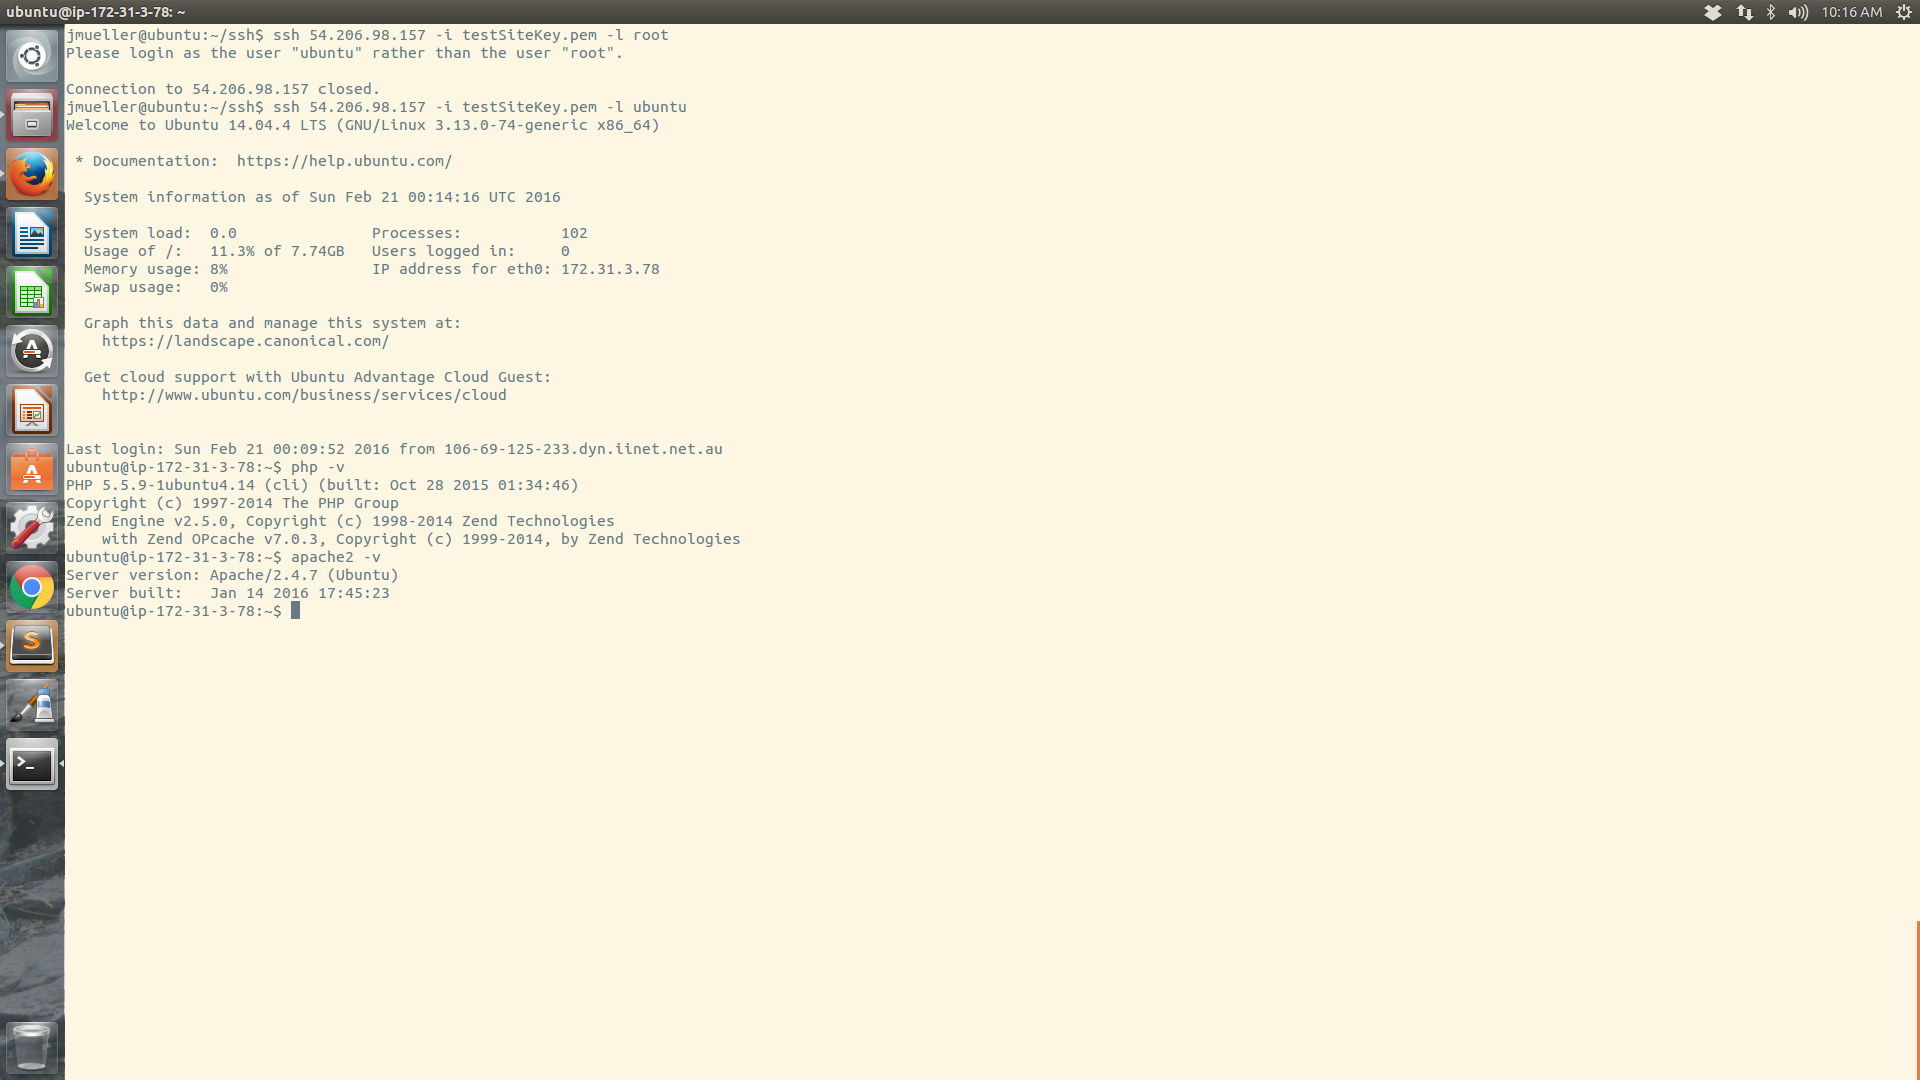 ubuntu@ip-172-31-3-78: ~
10:16 AM
jmueller@ubuntu:~/ssh$ ssh 54.206.98.157 -i testSiteKey.pem -l root
Please login as the user "ubuntu" rather than the user "root".
Connection to 54.206.98.157 closed.
jmueller@ubuntu:~/ssh$ ssh 54.206.98.157 -i testSiteKey.pem -l ubuntu
Welcome to Ubuntu 14.04.4 LTS (GNU/Linux 3.13.0-74-generic x86_64)
* Documentation:  https://help.ubuntu.com/
System information as of Sun Feb 21 00:14:16 UTC 2016
System load:  0.0               Processes:           102
Usage of /:   11.3% of 7.74GB   Users logged in:     0
Memory usage: 8%                IP address for eth0: 172.31.3.78
Swap usage:   0%
Graph this data and manage this system at:
https://landscape.canonical.com/
Get cloud support with Ubuntu Advantage Cloud Guest:
http://www.ubuntu.com/business/services/cloud
Last login: Sun Feb 21 00:09:52 2016 from 106-69-125-233.dyn.iinet.net.au
ubuntu@ip-172-31-3-78:~$ php -v
PHP 5.5.9-1ubuntu4.14 (cli) (built: Oct 28 2015 01:34:46)
Copyright (c) 1997-2014 The PHP Group
Zend Engine v2.5.0, Copyright (c) 1998-2014 Zend Technologies
with Zend OPcache v7.0.3, Copyright (c) 1999-2014, by Zend Technologies
ubuntu@ip-172-31-3-78:~$ apache2 -v
Server version: Apache/2.4.7 (Ubuntu)
Server built:   Jan 14 2016 17:45:23
ubuntu@ip-172-31-3-78:~$